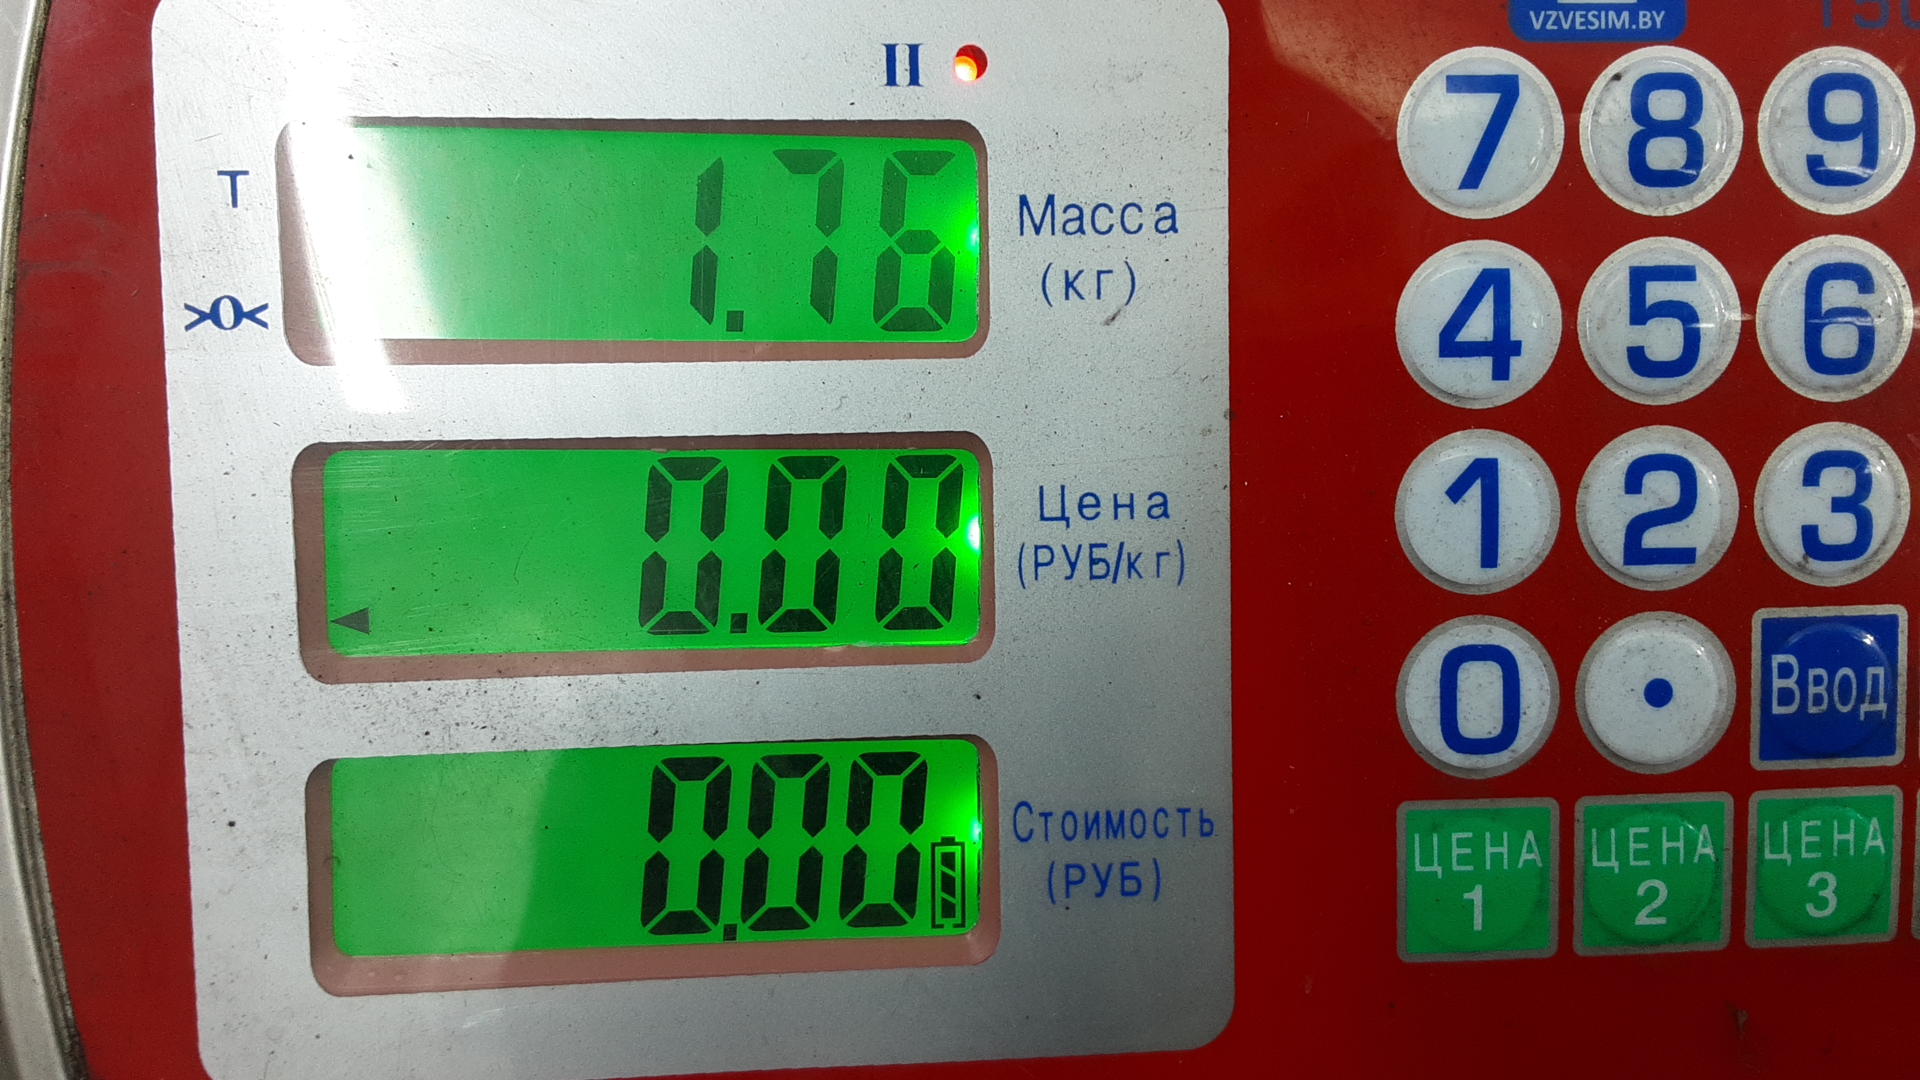 VZVESIM.BY
П
T
>0<
1.76
Масса
(кг)
0.00
Цена
(РУБ/кг)
0.00
Стоимость
(РУБ)
7 8 9
4 5 6
1 2 3
0 • Ввод
ЦЕНА 1
ЦЕНА 2
ЦЕНА 3